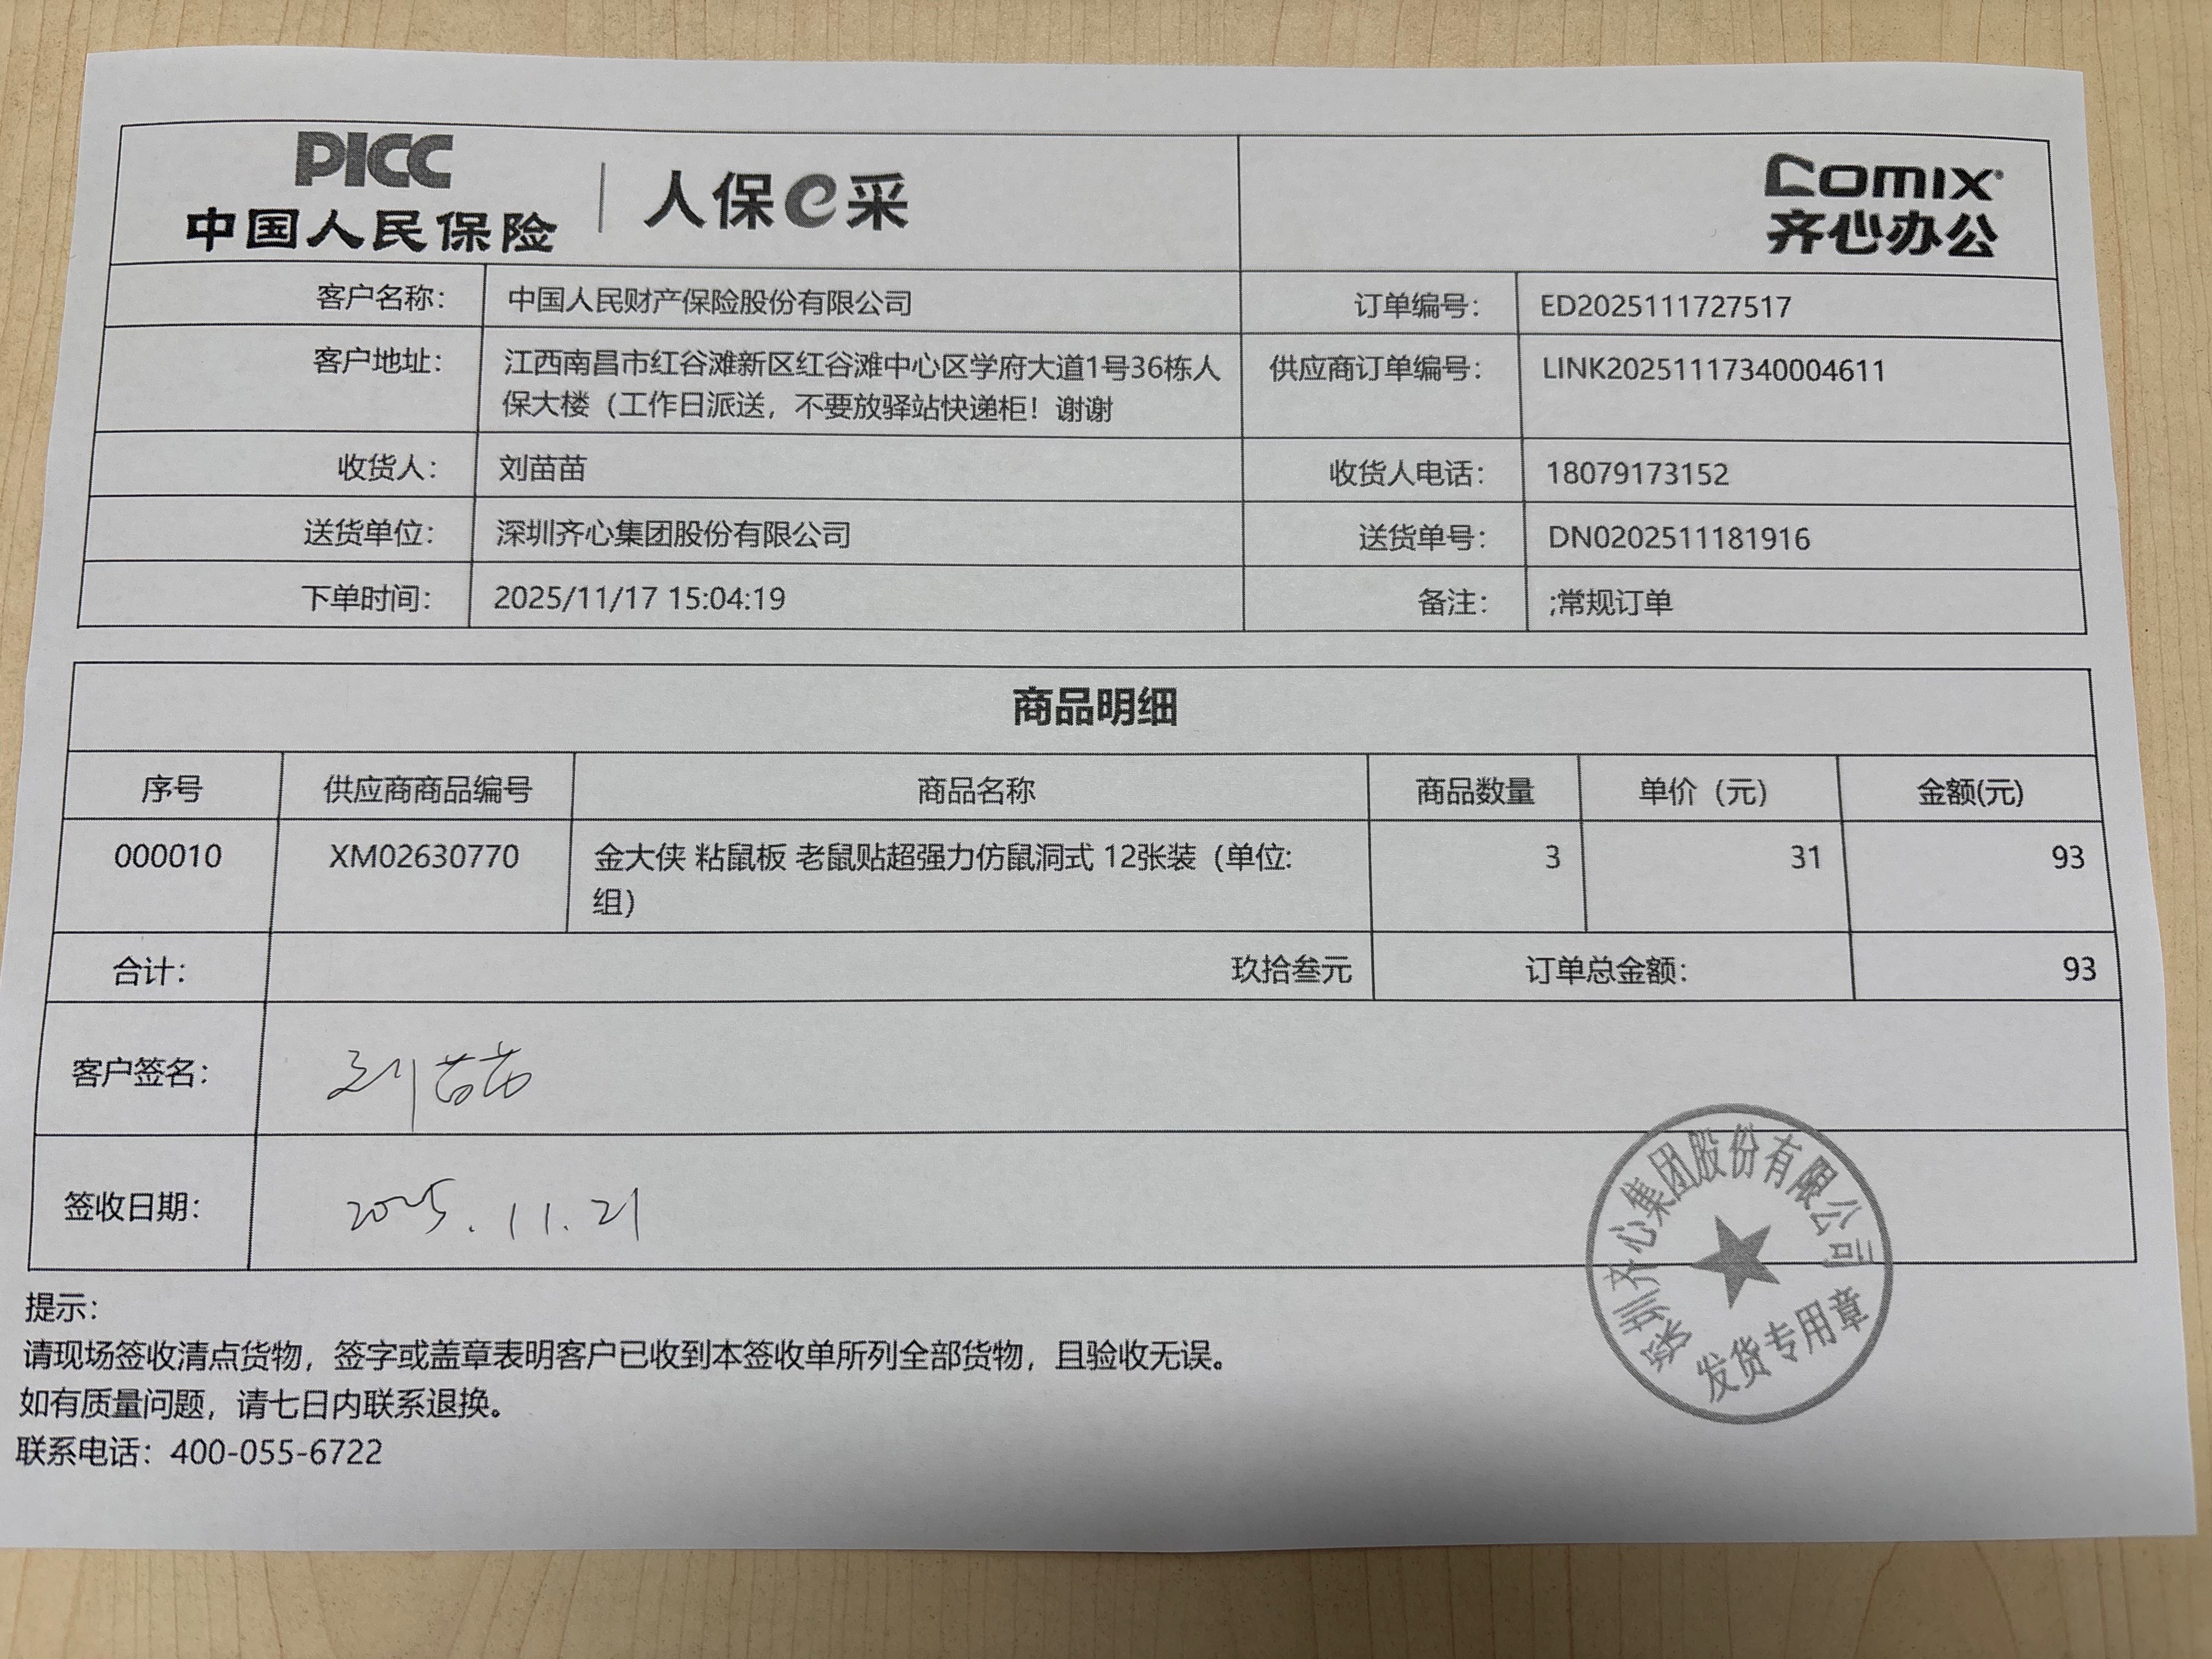 PICC
中国人民保险 | 人保e采
Comix®
齐心办公
客户名称： 中国人民财产保险股份有限公司 订单编号： ED2025111727517
客户地址： 江西南昌市红谷滩新区红谷滩中心区学府大道1号36栋人 供应商订单编号： LINK20251117340004611
保大楼（工作日派送，不要放驿站快递柜！谢谢
收货人： 刘苗苗 收货人电话： 18079173152
送货单位： 深圳齐心集团股份有限公司 送货单号： DN0202511181916
下单时间： 2025/11/17 15:04:19 备注： ;常规订单
商品明细
序号 供应商商品编号 商品名称 商品数量 单价（元） 金额(元)
000010 XM02630770 金大侠 粘鼠板 老鼠贴超强力仿鼠洞式 12张装（单位: 3 31 93
组）
合计： 玖拾叁元 订单总金额： 93
客户签名： 刘苗苗
签收日期： 2025.11.21
深圳齐心集团股份有限公司
发货专用章
提示：
请现场签收清点货物，签字或盖章表明客户已收到本签收单所列全部货物，且验收无误。
如有质量问题，请七日内联系退换。
联系电话：400-055-6722